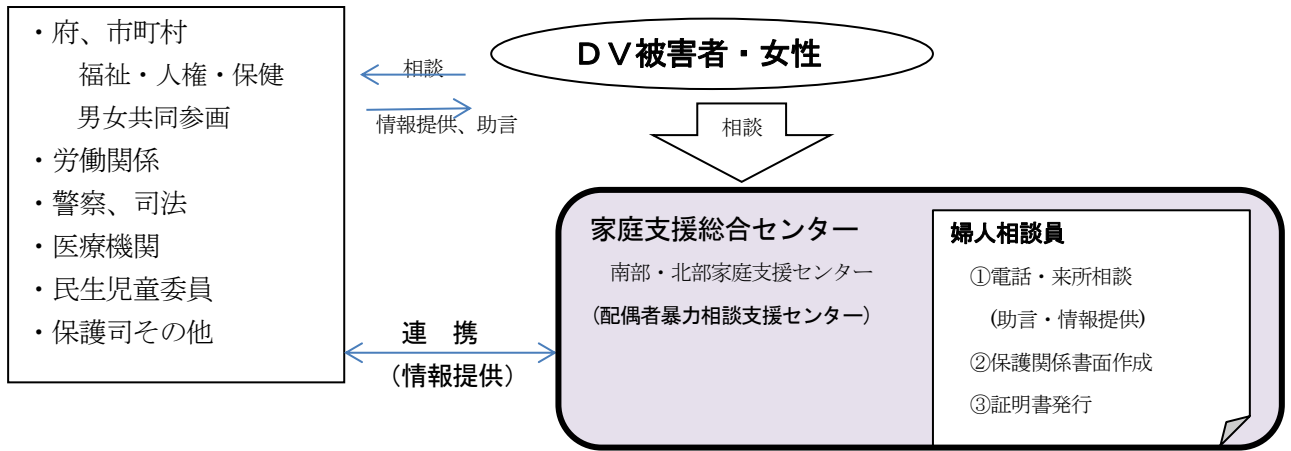 ・府、市町村
福祉・人権・保健
男女共同参画
・労働関係
・警察、司法
・医療機関
・民生児童委員
・保護司その他
相談
情報提供、助言
ＤＶ被害者・女性
相談
連　携
（情報提供）
家庭支援総合センター
南部・北部家庭支援センター
（配偶者暴力相談支援センター）
婦人相談員
①電話・来所相談
（助言・情報提供）
②保護関係書面作成
③証明書発行